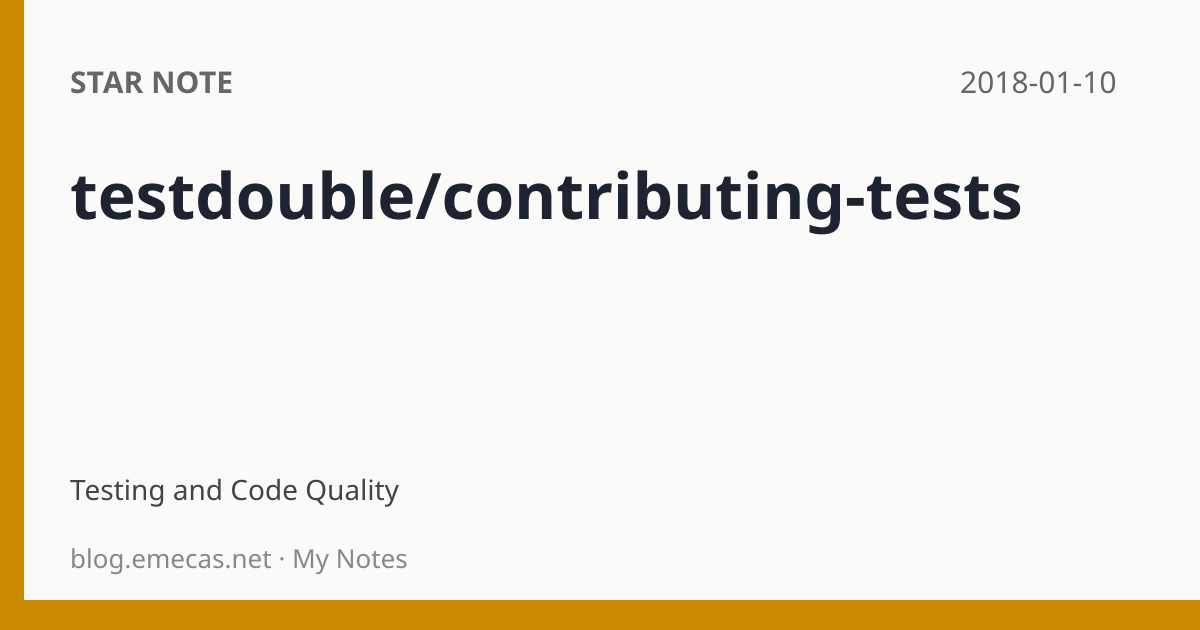 STAR NOTE
2018-01-10
testdouble/contributing-tests
Testing and Code Quality
blog.emecas.net · My Notes